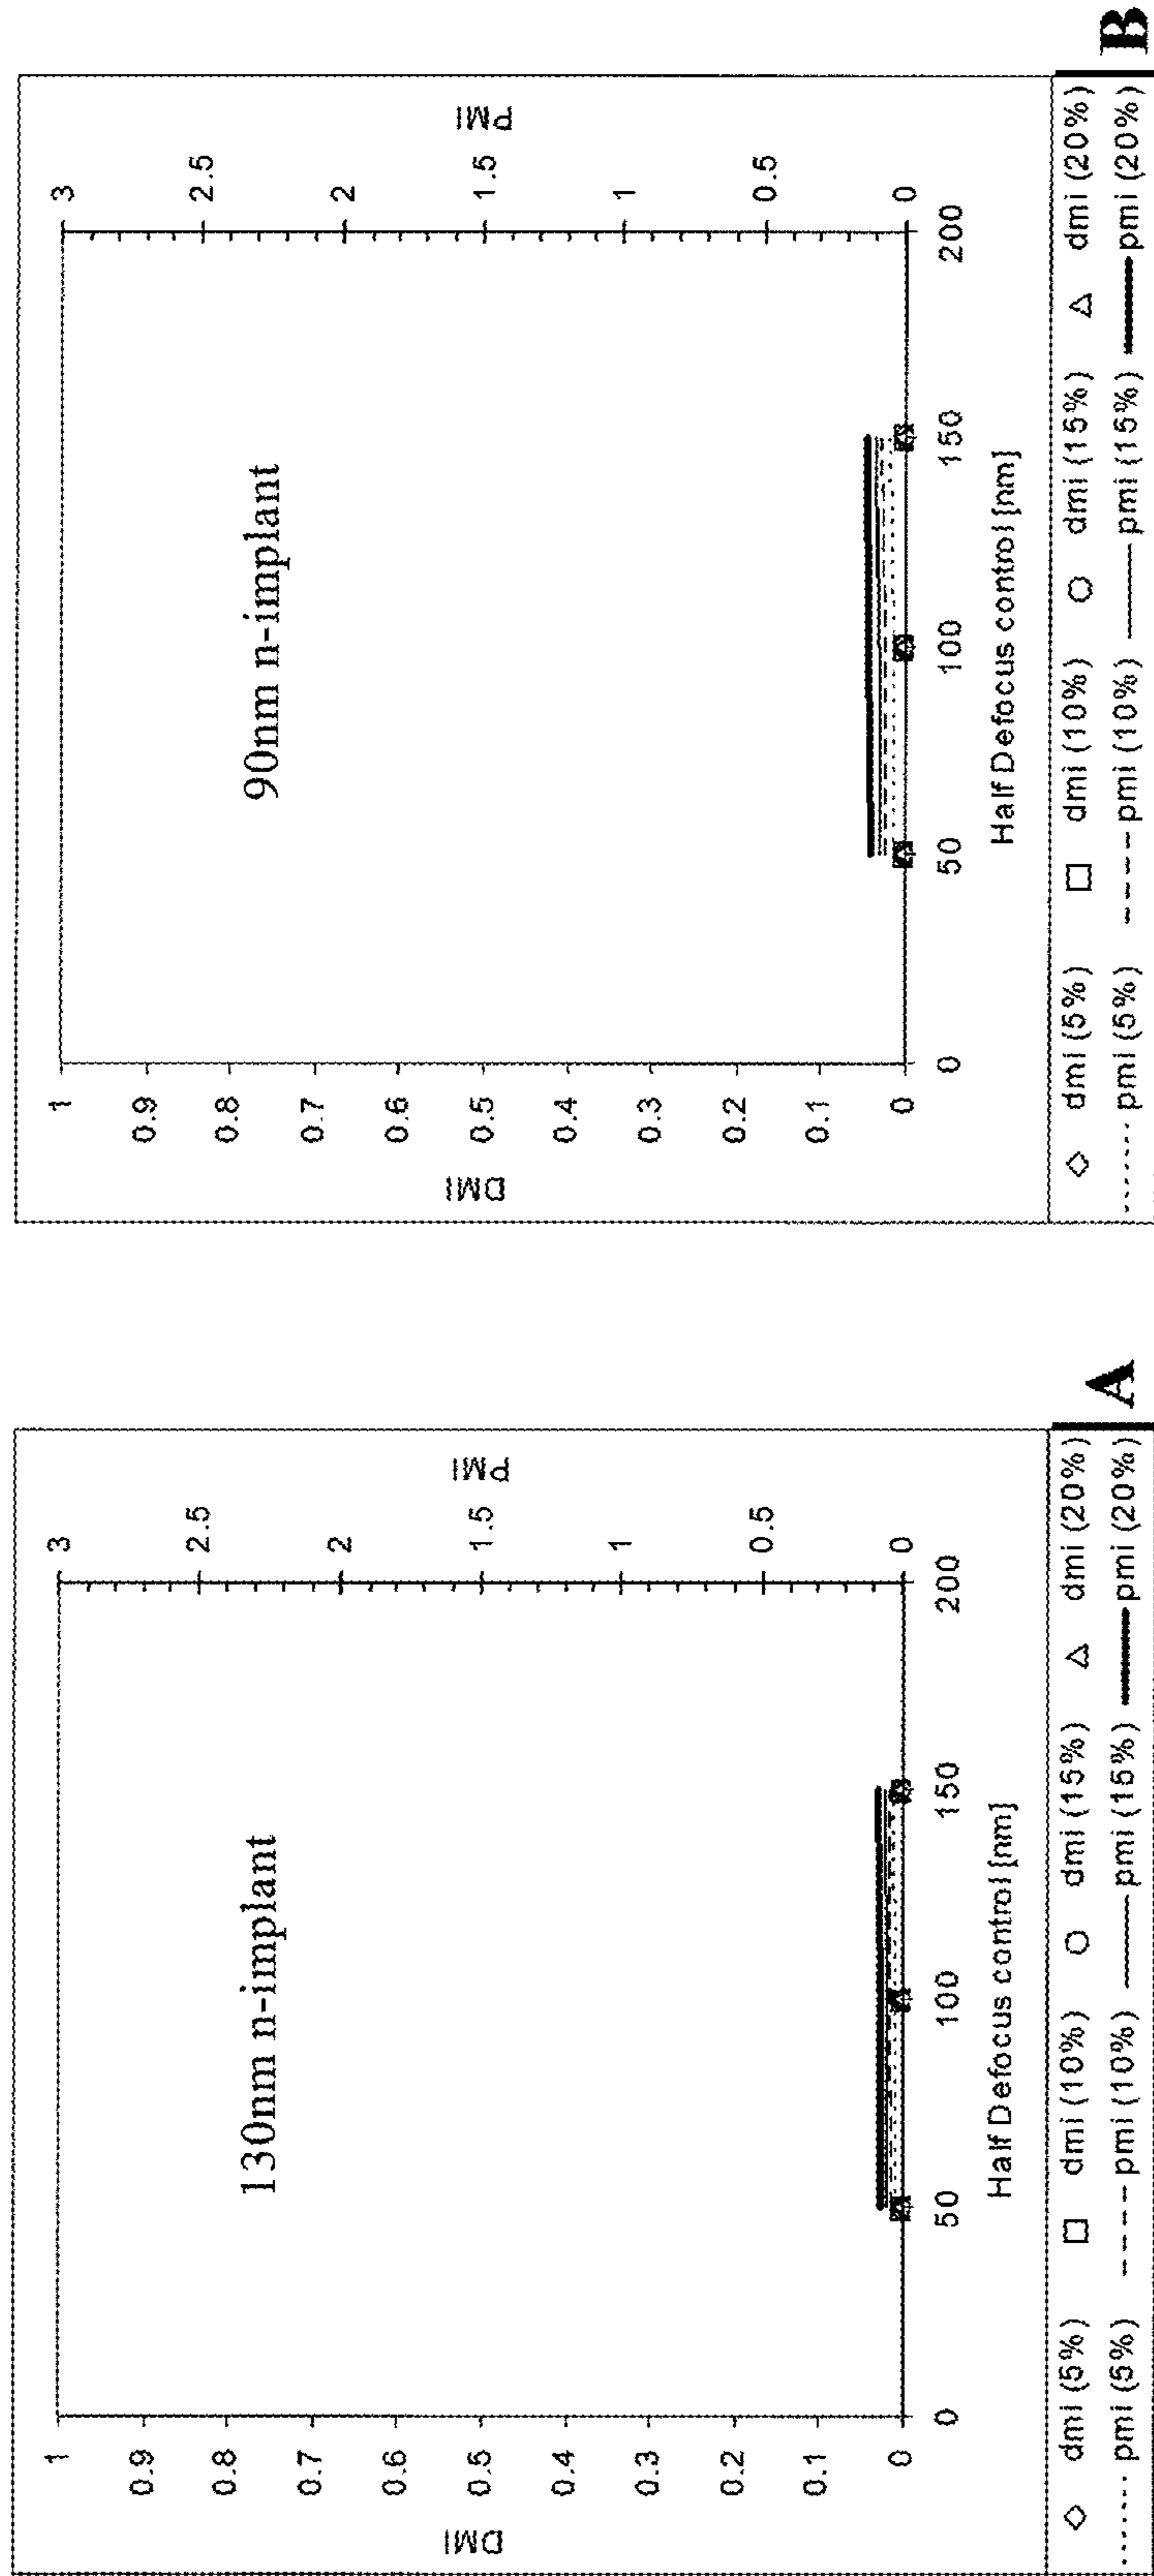 130nm n-implant
DMI
1
0.9
0.8
0.7
0.6
0.5
0.4
0.3
0.2
0.1
0
PMI
3
2.5
2
1.5
1
0.5
0
0 50 100 150 200
Half Defocus control [nm]
dmi (5%) dmi (10%) dmi (15%) dmi (20%)
pmi (5%) pmi (10%) pmi (15%) pmi (20%)
A
90nm n-implant
DMI
1
0.9
0.8
0.7
0.6
0.5
0.4
0.3
0.2
0.1
0
PMI
3
2.5
2
1.5
1
0.5
0
0 50 100 150 200
Half Defocus control [nm]
dmi (5%) dmi (10%) dmi (15%) dmi (20%)
pmi (5%) pmi (10%) pmi (15%) pmi (20%)
B